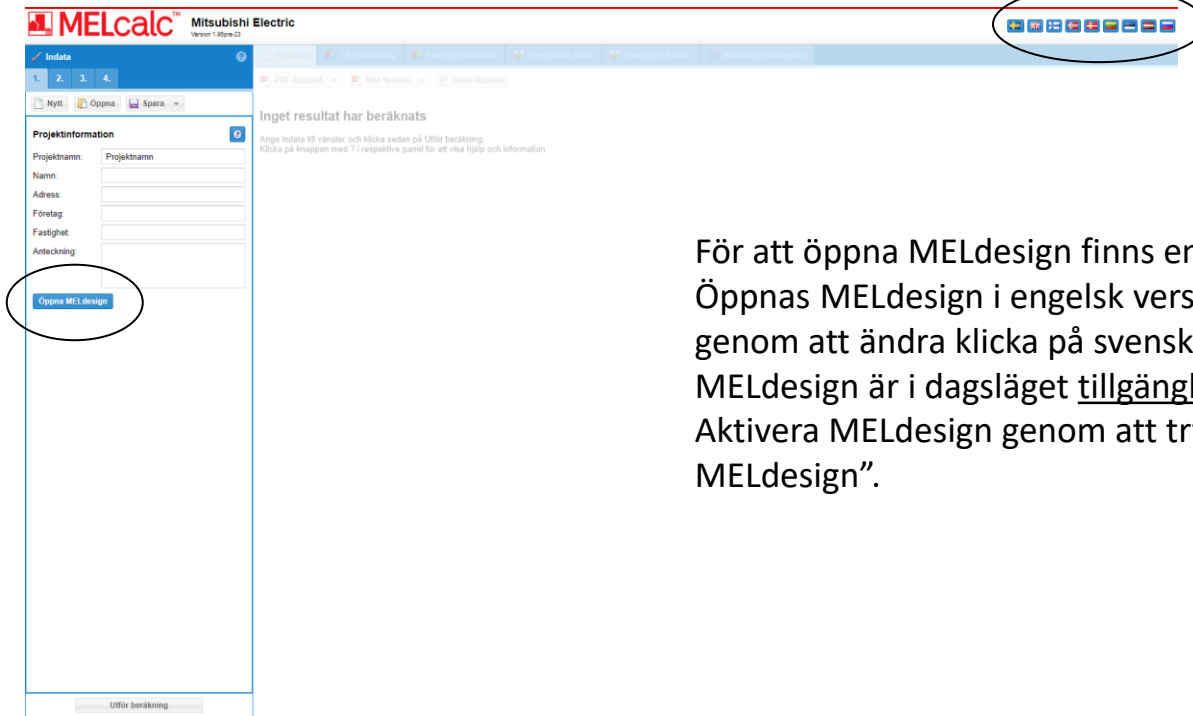 MELcalc™ Mitsubishi Electric
Version 1.96pre-23
Indata
1. 2. 3. 4.
Nytt Öppna Spara
PDF Rapport Rita System Excel Rapport
Projektinformation
Projektnamn: Projektnamn
Namn:
Adress:
Företag:
Fastighet:
Anteckning:
Öppna MELdesign
Utför beräkning
Inget resultat har beräknats
Ange indata till vänster och klicka sedan på Utför beräkning.
Klicka på knappen med ? i respektive panel för att visa hjälp och information.
För att öppna MELdesign finns en
Öppnas MELdesign i engelsk vers
genom att ändra klicka på svensk
MELdesign är i dagsläget tillgängl
Aktivera MELdesign genom att tr
MELdesign”.